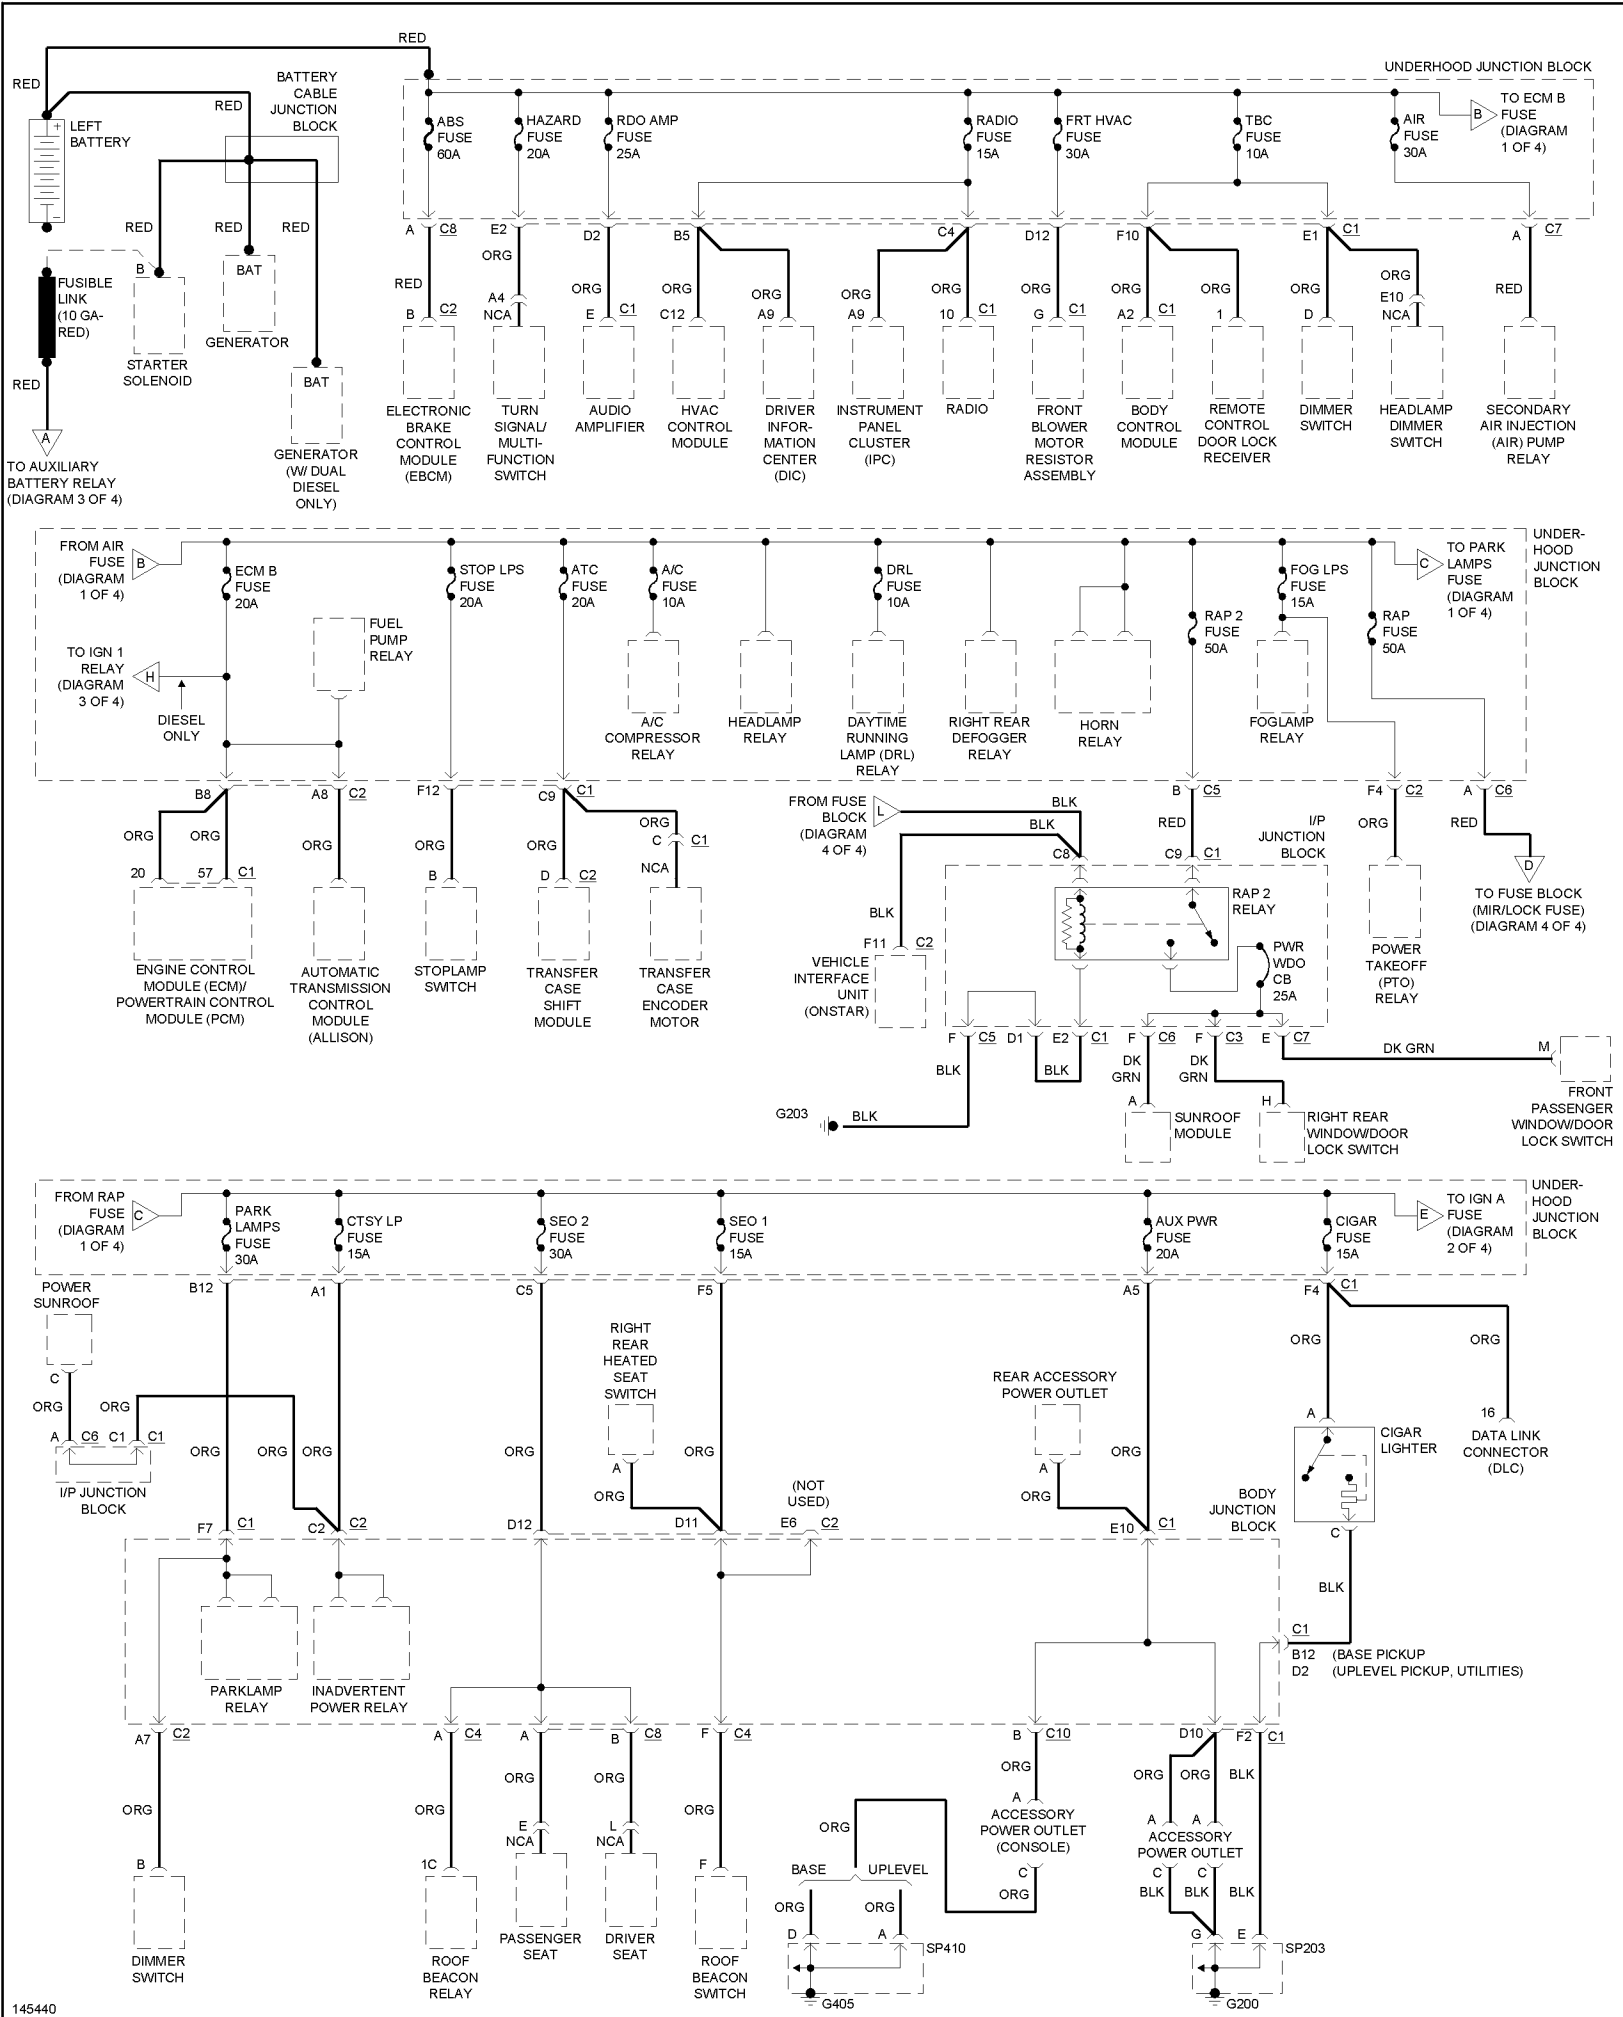 RED
UNDERHOOD JUNCTION BLOCK
BATTERY
CABLE
JUNCTION
BLOCK
RED
RED
LEFT
BATTERY
+
-
ABS
FUSE
60A
HAZARD
FUSE
20A
RDO AMP
FUSE
25A
RADIO
FUSE
15A
FRT HVAC
FUSE
30A
TBC
FUSE
10A
AIR
FUSE
30A
B
TO ECM B
FUSE
(DIAGRAM
1 OF 4)
RED RED RED
A C8 E2 D2 B5 C4 D12 F10 E1 C1 A C7
ORG
B
BAT
FUSIBLE
LINK
(10 GA-
RED)
RED ORG ORG ORG ORG ORG ORG ORG ORG ORG ORG RED
B C2 A4 NCA E C1 C12 A9 A9 10 C1 G C1 A2 C1 1 D E10 NCA
GENERATOR
STARTER
SOLENOID
RED
BAT
GENERATOR
(W/ DUAL
DIESEL
ONLY)
A
TO AUXILIARY
BATTERY RELAY
(DIAGRAM 3 OF 4)
ELECTRONIC
BRAKE
CONTROL
MODULE
(EBCM)
TURN
SIGNAL/
MULTI-
FUNCTION
SWITCH
AUDIO
AMPLIFIER
HVAC
CONTROL
MODULE
DRIVER
INFOR-
MATION
CENTER
(DIC)
INSTRUMENT
PANEL
CLUSTER
(IPC)
RADIO
FRONT
BLOWER
MOTOR
RESISTOR
ASSEMBLY
BODY
CONTROL
MODULE
REMOTE
CONTROL
DOOR LOCK
RECEIVER
DIMMER
SWITCH
HEADLAMP
DIMMER
SWITCH
SECONDARY
AIR INJECTION
(AIR) PUMP
RELAY
FROM AIR
FUSE
(DIAGRAM
1 OF 4)
B
ECM B
FUSE
20A
STOP LPS
FUSE
20A
ATC
FUSE
20A
A/C
FUSE
10A
DRL
FUSE
10A
RAP 2
FUSE
50A
FOG LPS
FUSE
15A
RAP
FUSE
50A
C
TO PARK
LAMPS
FUSE
(DIAGRAM
1 OF 4)
UNDER-
HOOD
JUNCTION
BLOCK
FUEL
PUMP
RELAY
TO IGN 1
RELAY
(DIAGRAM
3 OF 4)
H
DIESEL
ONLY
A/C
COMPRESSOR
RELAY
HEADLAMP
RELAY
DAYTIME
RUNNING
LAMP (DRL)
RELAY
RIGHT REAR
DEFOGGER
RELAY
HORN
RELAY
FOGLAMP
RELAY
B8 A8 C2 F12 C9 C1 B C5 F4 C2 A C6
ORG ORG ORG ORG ORG ORG
C C1
NCA
20 57 C1 B D C2
FROM FUSE
BLOCK
(DIAGRAM
4 OF 4)
L
BLK
BLK
RED
I/P
JUNCTION
BLOCK
ORG
RED
C8 C9 C1
D
TO FUSE BLOCK
(MIR/LOCK FUSE)
(DIAGRAM 4 OF 4)
RAP 2
RELAY
BLK
F11 C2
PWR
WDO
CB
25A
ENGINE CONTROL
MODULE (ECM)/
POWERTRAIN CONTROL
MODULE (PCM)
AUTOMATIC
TRANSMISSION
CONTROL
MODULE
(ALLISON)
STOPLAMP
SWITCH
TRANSFER
CASE
SHIFT
MODULE
TRANSFER
CASE
ENCODER
MOTOR
VEHICLE
INTERFACE
UNIT
(ONSTAR)
POWER
TAKEOFF
(PTO)
RELAY
F C5 D1 E2 C1 F C6 F C3 E C7
BLK
BLK
DK
GRN
DK
GRN
DK GRN
M
FRONT
PASSENGER
WINDOW/DOOR
LOCK SWITCH
G203
BLK
A
SUNROOF
MODULE
H
RIGHT REAR
WINDOW/DOOR
LOCK SWITCH
FROM RAP
FUSE
(DIAGRAM
1 OF 4)
C
PARK
LAMPS
FUSE
30A
CTSY LP
FUSE
15A
SEO 2
FUSE
30A
SEO 1
FUSE
15A
AUX PWR
FUSE
20A
CIGAR
FUSE
15A
E
TO IGN A
FUSE
(DIAGRAM
2 OF 4)
UNDER-
HOOD
JUNCTION
BLOCK
POWER
SUNROOF
B12 A1 C5 F5 A5 F4 C1
C
RIGHT
REAR
HEATED
SEAT
SWITCH
REAR ACCESSORY
POWER OUTLET
ORG ORG
ORG ORG
A C6 C1 C1
I/P JUNCTION
BLOCK
ORG ORG ORG ORG ORG ORG
A
ORG
A
ORG
A
CIGAR
LIGHTER
16
DATA LINK
CONNECTOR
(DLC)
(NOT
USED)
BODY
JUNCTION
BLOCK
F7 C1 C2 C2 D12 D11 E6 C2 E10 C1
C
BLK
C1
B12 (BASE PICKUP
D2 (UPLEVEL PICKUP, UTILITIES)
PARKLAMP
RELAY
INADVERTENT
POWER RELAY
A7 C2 A C4 A B C8 F C4 B C10 D10 F2 C1
ORG ORG ORG ORG ORG ORG
ORG ORG BLK
E
NCA
L
NCA
A
ACCESSORY
POWER OUTLET
(CONSOLE)
C
ORG
A A
ACCESSORY
POWER OUTLET
C C
BLK BLK BLK
ORG
BASE UPLEVEL
ORG ORG
B 1C F
D A
SP410
G405
G E
SP203
G200
DIMMER
SWITCH
ROOF
BEACON
RELAY
PASSENGER
SEAT
DRIVER
SEAT
ROOF
BEACON
SWITCH
145440